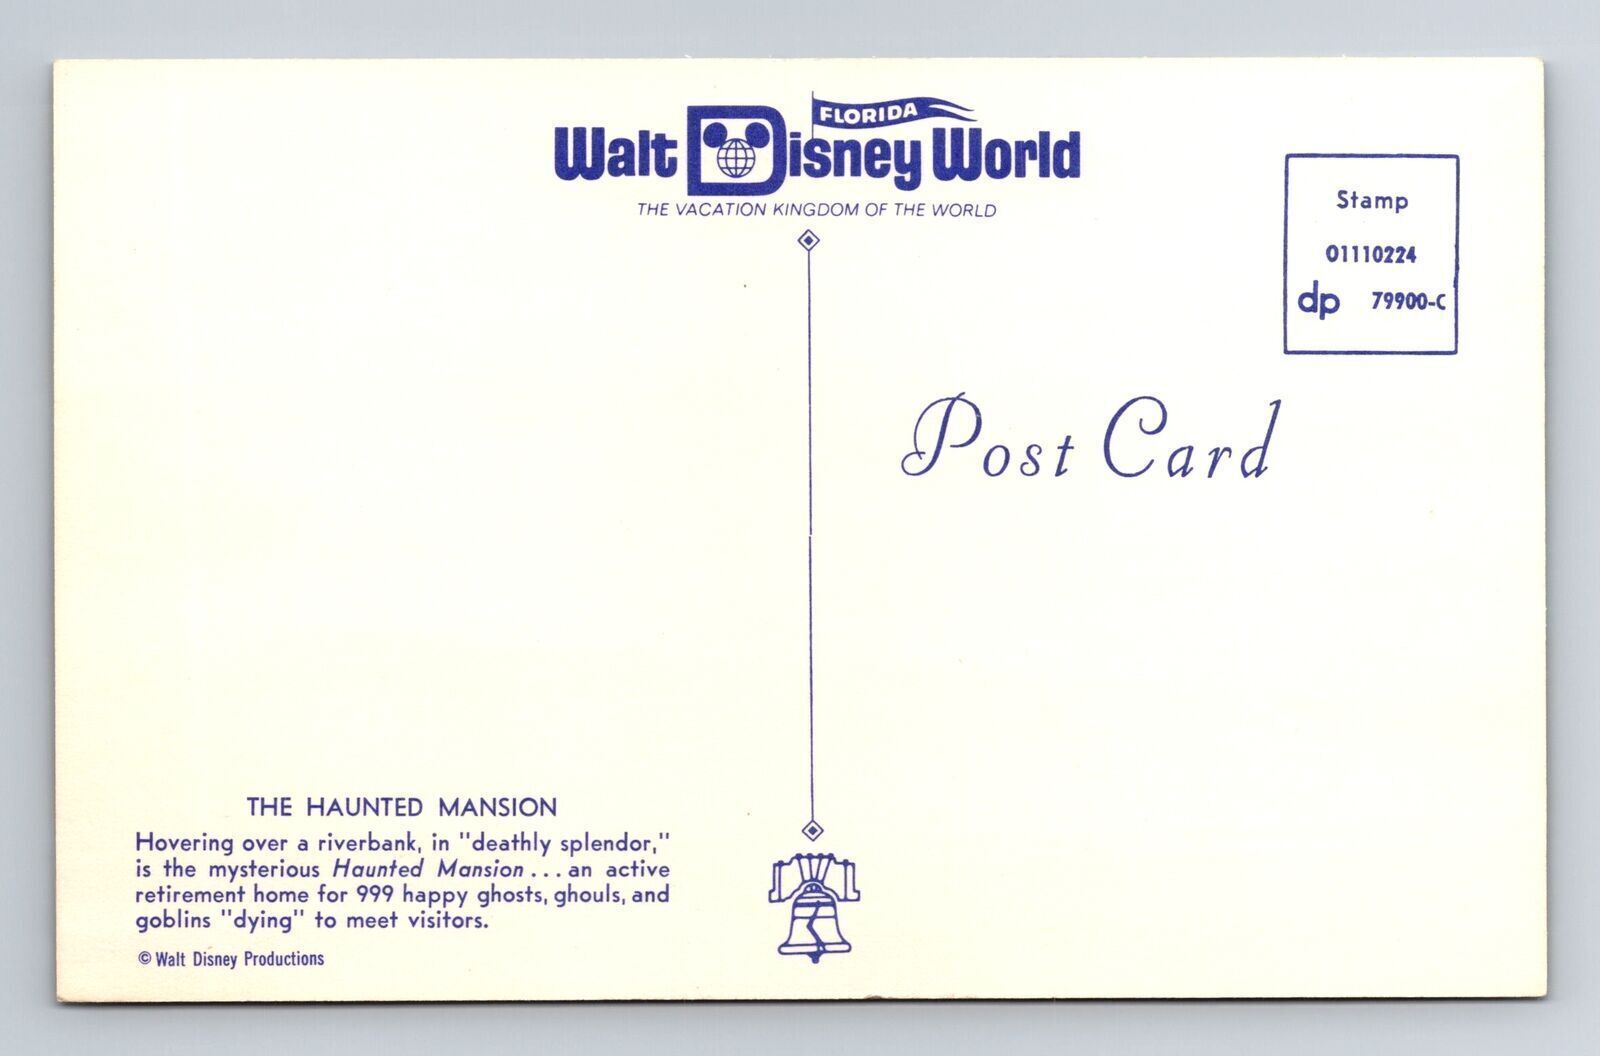 FLORIDA
Walt Disney World
THE VACATION KINGDOM OF THE WORLD
Stamp
01110224
dp 79900-C
Post Card
THE HAUNTED MANSION
Hovering over a riverbank, in "deathly splendor,"
is the mysterious Haunted Mansion . . . an active
retirement home for 999 happy ghosts, ghouls, and
goblins "dying" to meet visitors.
© Walt Disney Productions